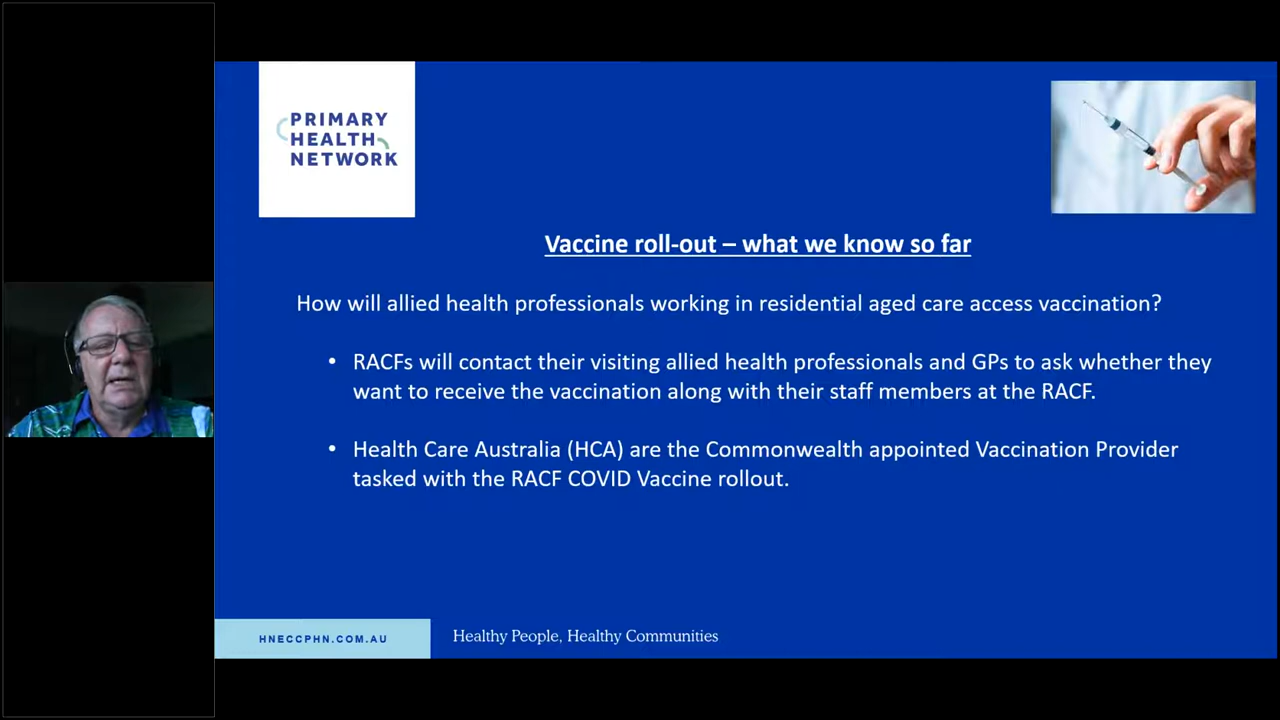 PRIMARY
HEALTH
NETWORK
Vaccine roll-out – what we know so far
How will allied health professionals working in residential aged care access vaccination?
• RACFs will contact their visiting allied health professionals and GPs to ask whether they
want to receive the vaccination along with their staff members at the RACF.
• Health Care Australia (HCA) are the Commonwealth appointed Vaccination Provider
tasked with the RACF COVID Vaccine rollout.
HNECCPHN.COM.AU
Healthy People, Healthy Communities